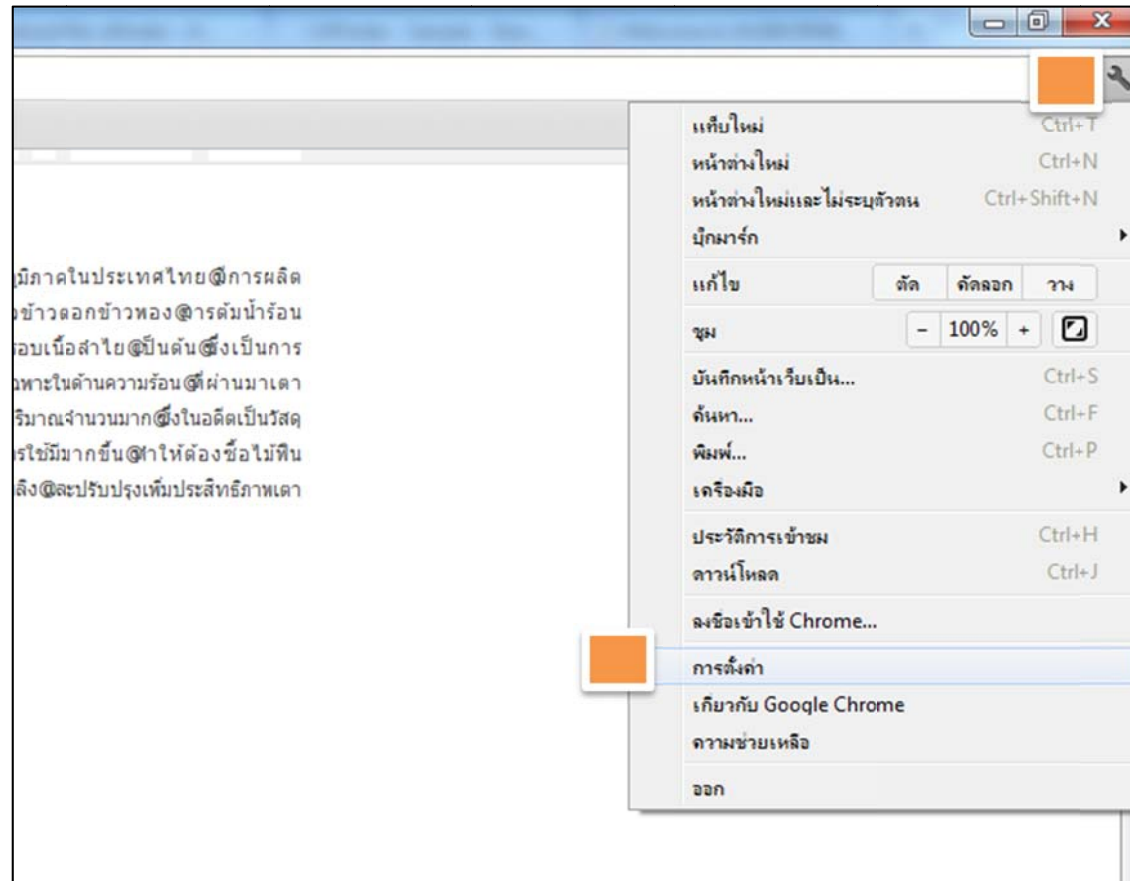 แท็บใหม่ Ctrl+T
หน้าต่างใหม่ Ctrl+N
หน้าต่างใหม่และไม่ระบุตัวตน Ctrl+Shift+N
บุ๊กมาร์ก
แก้ไข ตัด คัดลอก วาง
ซูม - 100% +
บันทึกหน้าเว็บเป็น... Ctrl+S
ค้นหา... Ctrl+F
พิมพ์... Ctrl+P
เครื่องมือ
ประวัติการเข้าชม Ctrl+H
ดาวน์โหลด Ctrl+J
ลงชื่อเข้าใช้ Chrome...
การตั้งค่า
เกี่ยวกับ Google Chrome
ความช่วยเหลือ
ออก
ภูมิภาคในประเทศไทย@มีการผลิต
ข้าวตอกข้าวพอง@ารต้มน้ำร้อน
อบเนื้อลำไย@ป็นต้น@ซึ่งเป็นการ
พาะในด้านความร้อน@ที่ผ่านมาเตา
ริมาณจำนวนมาก@ซึ่งในอดีตเป็นวัสดุ
รใช้มีมากขึ้น@ทำให้ต้องซื้อไม้ฟืน
ลิง@ละปรับปรุงเพิ่มประสิทธิภาพเตา